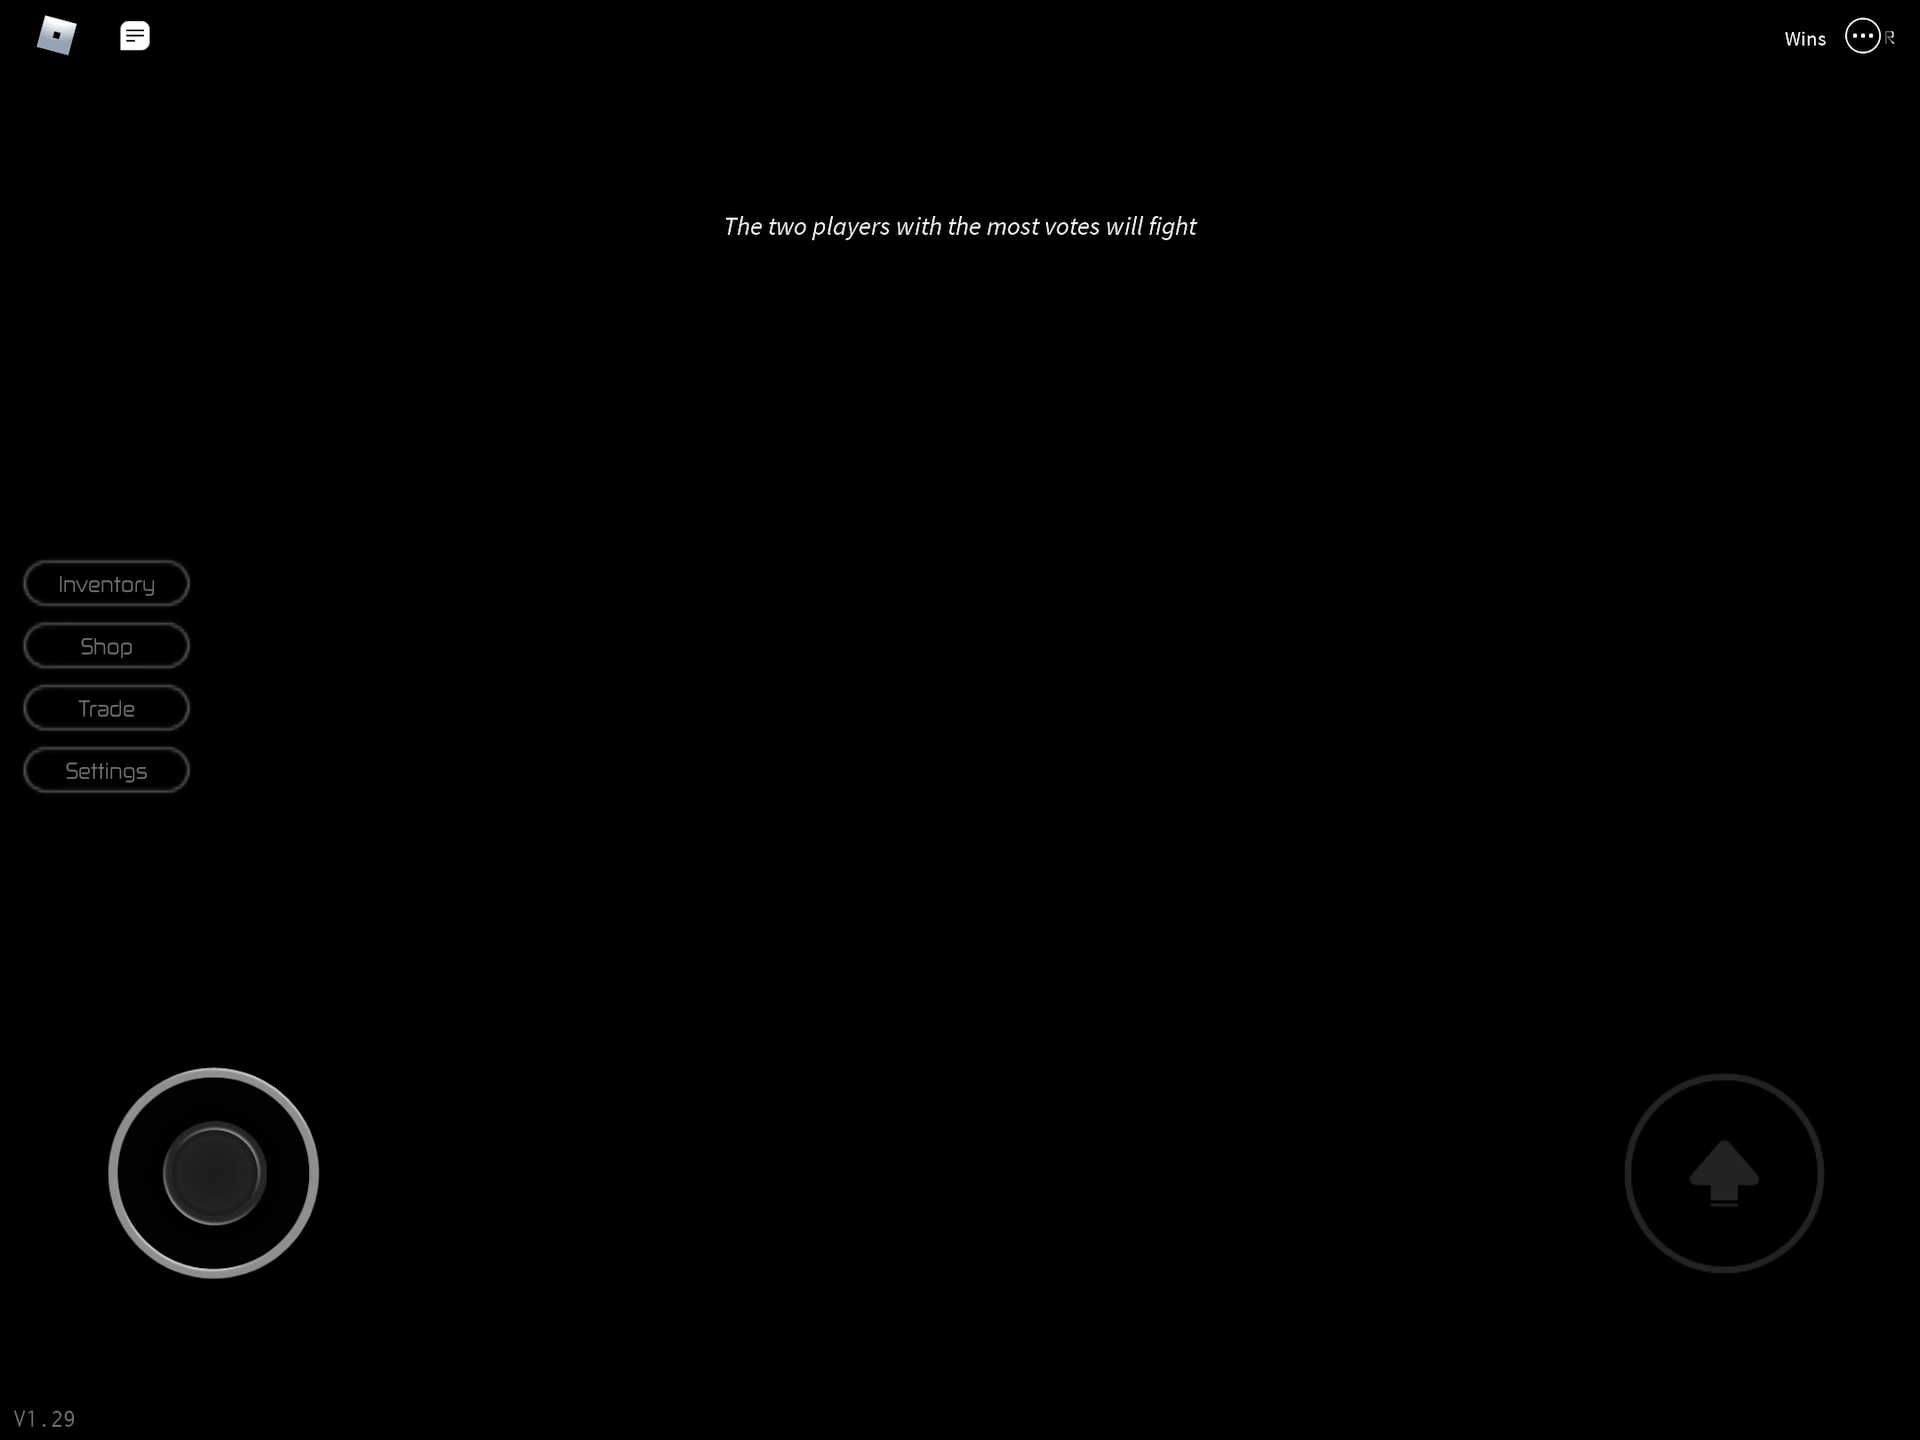 Wins
R
The two players with the most votes will fight
Inventory
Shop
Trade
Settings
V1.29